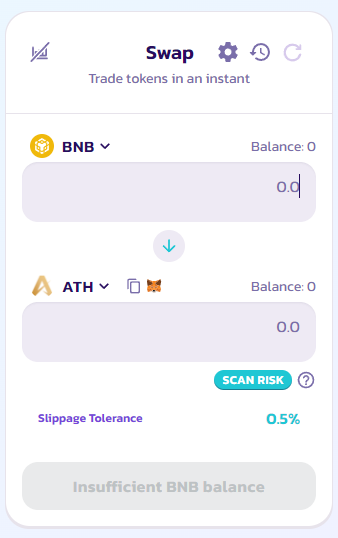 Swap
Trade tokens in an instant
BNB Balance: 0
0.0
ATH Balance: 0
0.0
SCAN RISK ?
Slippage Tolerance 0.5%
Insufficient BNB balance